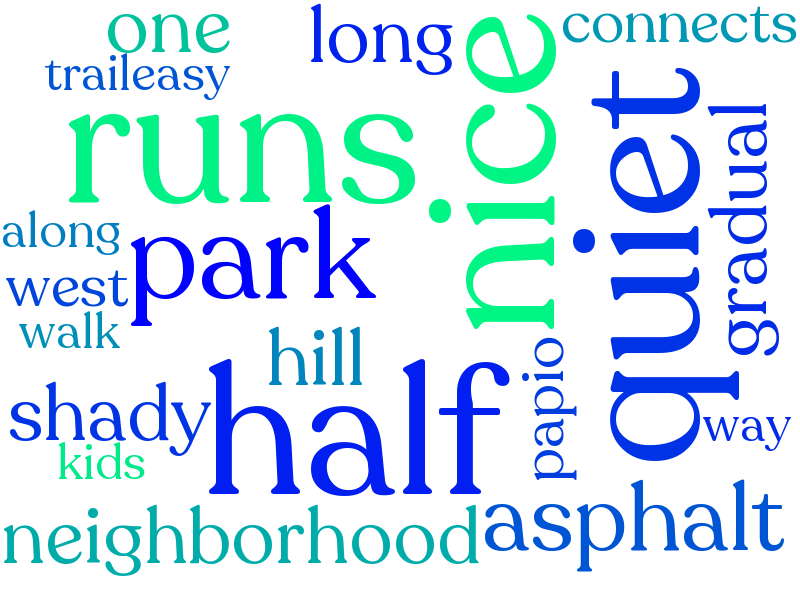 one
long
connects
traileasy
runs
nice
quiet
gradual
along
park
west
walk
hill
papio
shady
half
way
kids
neighborhood
asphalt